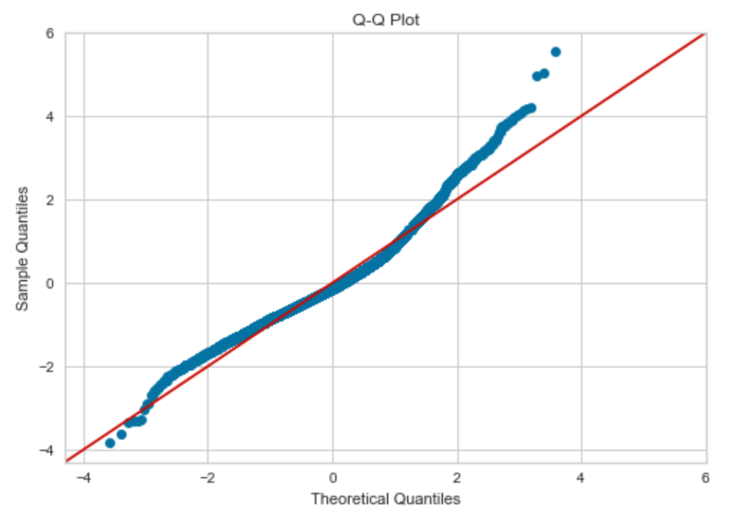 Q-Q Plot
6
4
2
0
−2
−4
Sample Quantiles
−4 −2 0 2 4 6
Theoretical Quantiles